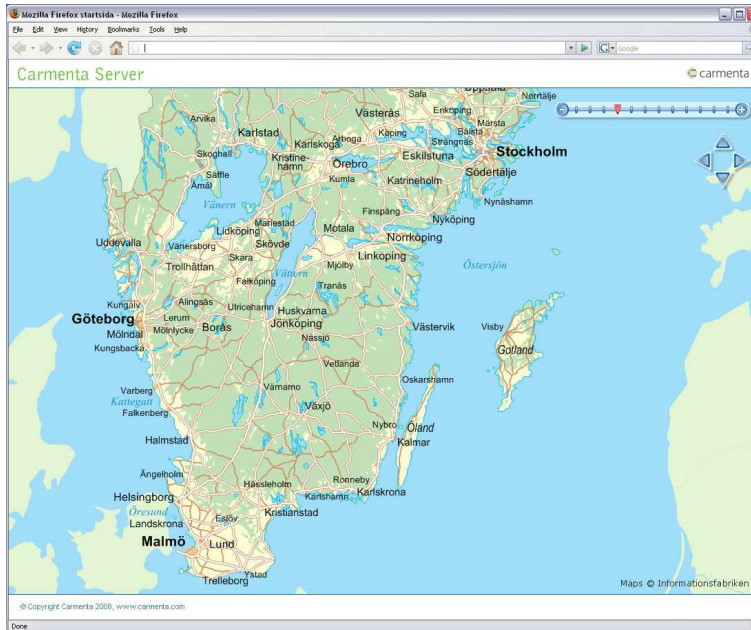 Mozilla Firefox startsida - Mozilla Firefox
File Edit View History Bookmarks Tools Help
Google
Carmenta Server
carmenta
Uppsala
Norrtälje
Sala
Enköping
Arvika
Västerås
Märsta
Karlstad
Köping
Bålsta
Arboga
Strängnäs
Karlskoga
Skoghall
Eskilstuna
Stockholm
Kristine-
hamn
Örebro
Säffle
Kumla
Katrineholm
Södertälje
Åmål
Nynäshamn
Vänern
Finspång
Mariestad
Nyköping
Lidköping
Motala
Norrköping
Uddevalla
Vänersborg
Skövde
Skara
Linköping
Trollhättan
Mjölby
Östersjön
Vättern
Falköping
Tranås
Kungälv
Alingsås
Ulricehamn
Huskvarna
Göteborg
Lerum
Jönköping
Västervik
Visby
Mölndal
Mölnlycke
Borås
Nässjö
Kungsbacka
Gotland
Vetlanda
Oskarshamn
Varberg
Värnamo
Kattegatt
Falkenberg
Växjö
Nybro
Öland
Halmstad
Kalmar
Ängelholm
Ronneby
Hässleholm
Karlskrona
Helsingborg
Karlshamn
Öresund
Kristianstad
Landskrona
Eslöv
Malmö
Lund
Ystad
Trelleborg
Maps © Informationsfabriken
© Copyright Carmenta 2008, www.carmenta.com
Done